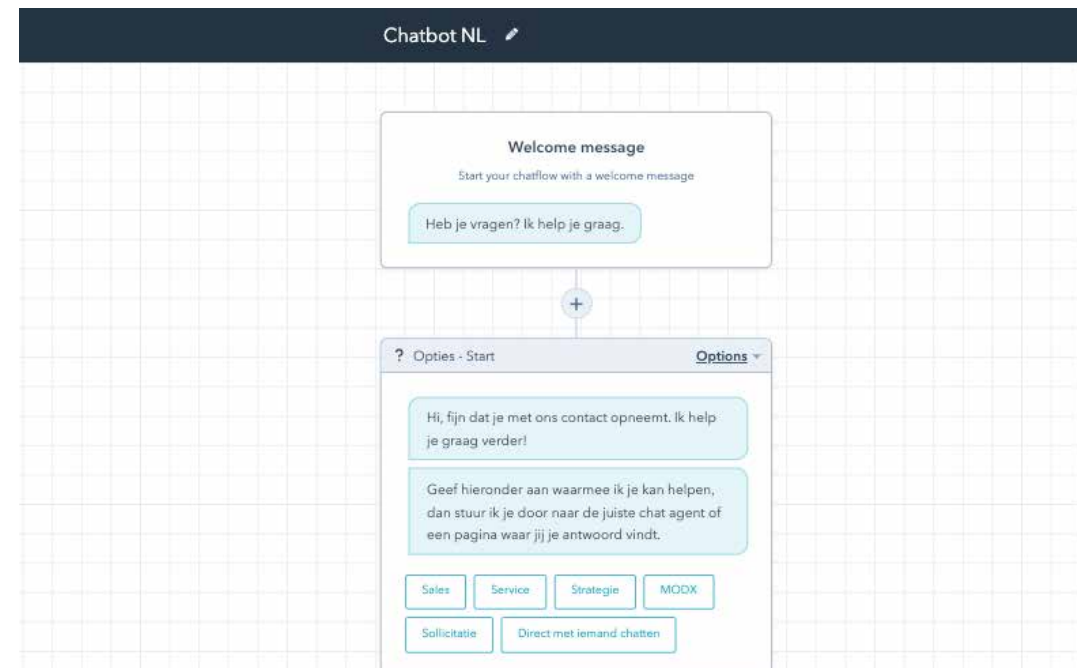 Chatbot NL
Welcome message
Start your chatflow with a welcome message
Heb je vragen? Ik help je graag.
+
? Opties - Start Options
Hi, fijn dat je met ons contact opneemt. Ik help
je graag verder!
Geef hieronder aan waarmee ik je kan helpen,
dan stuur ik je door naar de juiste chat agent of
een pagina waar jij je antwoord vindt.
Sales Service Strategie MODX
Sollicitatie Direct met iemand chatten